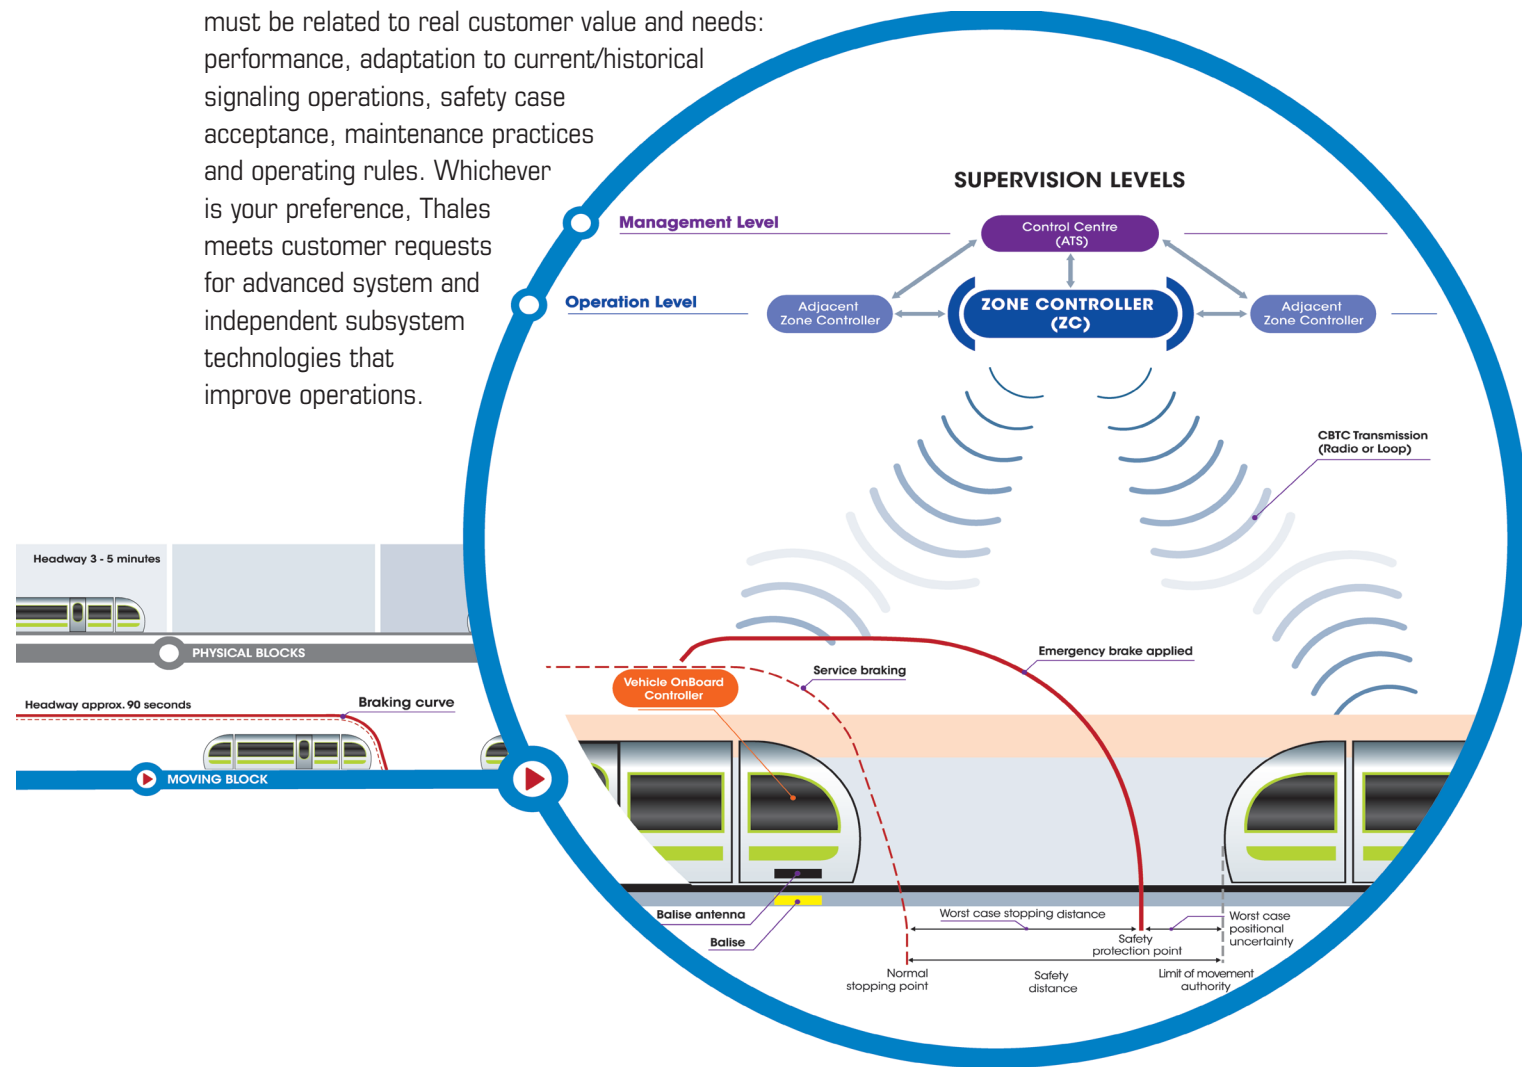 must be related to real customer value and needs:
performance, adaptation to current/historical
signaling operations, safety case
acceptance, maintenance practices
and operating rules. Whichever
is your preference, Thales
meets customer requests
for advanced system and
independent subsystem
technologies that
improve operations.
SUPERVISION LEVELS
Management Level
Control Centre
(ATS)
Operation Level
Adjacent
Zone Controller
ZONE CONTROLLER
(ZC)
Adjacent
Zone Controller
CBTC Transmission
(Radio or Loop)
Headway 3 - 5 minutes
PHYSICAL BLOCKS
Headway approx. 90 seconds
Braking curve
MOVING BLOCK
Vehicle OnBoard
Controller
Service braking
Emergency brake applied
Balise antenna
Balise
Worst case stopping distance
Safety
protection point
Worst case
positional
uncertainty
Normal
stopping point
Safety
distance
Limit of movement
authority